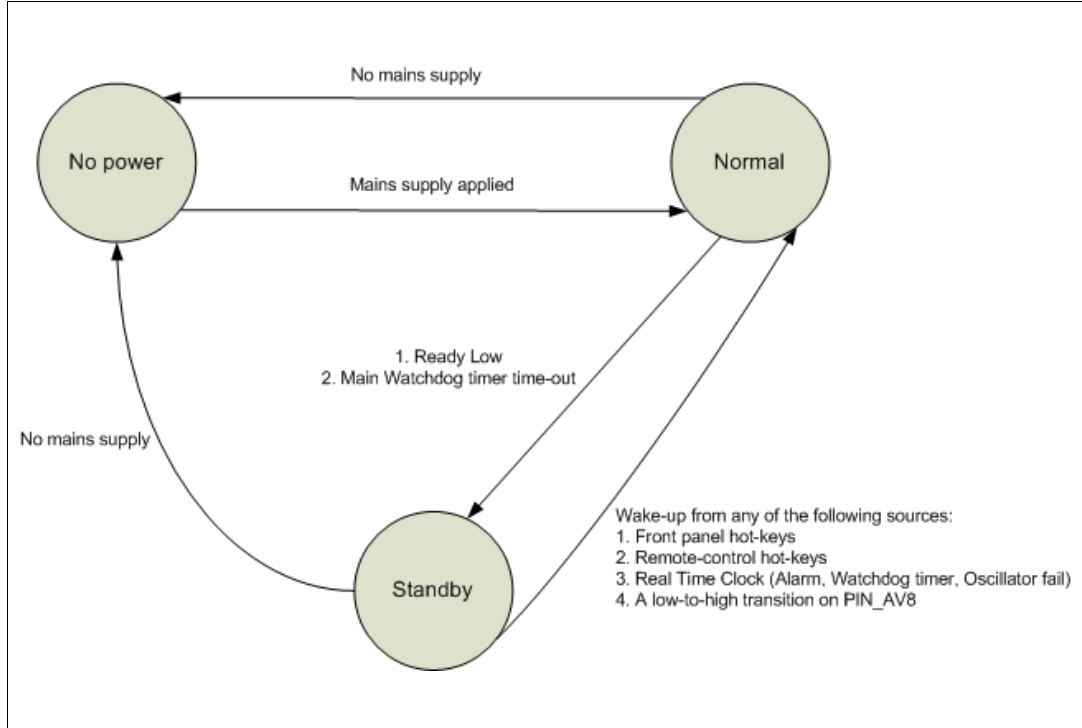 No mains supply
No power
Normal
Mains supply applied
1. Ready Low
2. Main Watchdog timer time-out
No mains supply
Wake-up from any of the following sources:
1. Front panel hot-keys
2. Remote-control hot-keys
3. Real Time Clock (Alarm, Watchdog timer, Oscillator fail)
4. A low-to-high transition on PIN_AV8
Standby